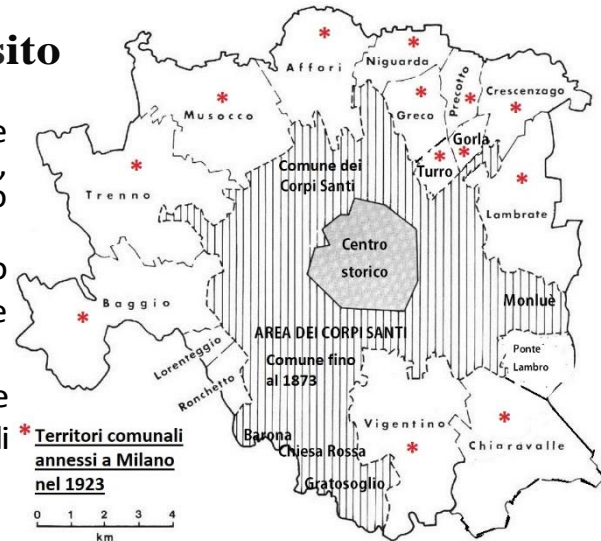 sito
e
,
o
o
e
e
li
Affori
Niguarda
Musocco
Greco
Precotto
Crescenzago
Comune dei
Corpi Santi
Turro
Gorla
Trenno
Lambrate
Centro
storico
Baggio
Monluè
AREA DEI CORPI SANTI
Lorenteggio
Comune fino
al 1873
Ponte
Lambro
Ronchetto
Vigentino
Chiaravalle
Barona
Chiesa Rossa
Gratosoglio
* Territori comunali
annessi a Milano
nel 1923
0 1 2 3 4
km